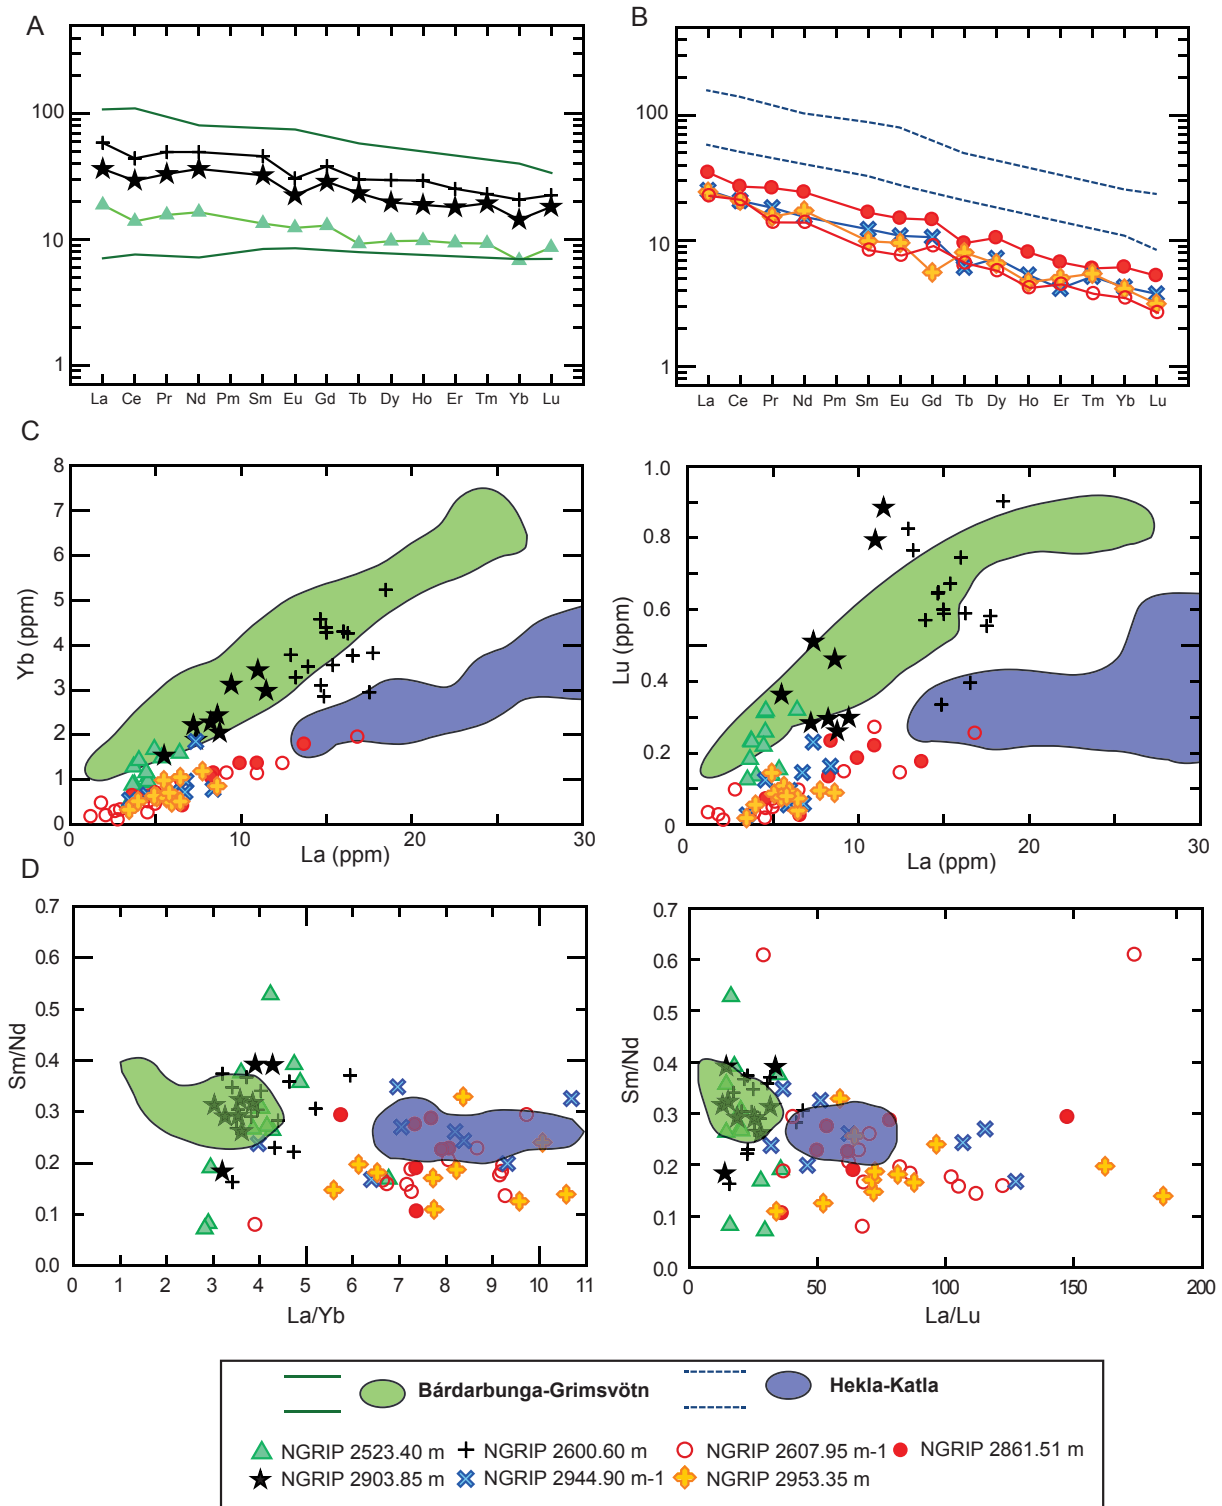 A
B
100
10
1
La Ce Pr Nd Pm Sm Eu Gd Tb Dy Ho Er Tm Yb Lu
100
10
1
La Ce Pr Nd Pm Sm Eu Gd Tb Dy Ho Er Tm Yb Lu
C
8
7
6
5
4
3
2
1
0
Yb (ppm)
0 10 20 30
La (ppm)
1.0
0.8
0.6
0.4
0.2
0
Lu (ppm)
0 10 20 30
La (ppm)
D
0.7
0.6
0.5
0.4
0.3
0.2
0.1
0.0
Sm/Nd
0 1 2 3 4 5 6 7 8 9 10 11
La/Yb
0.7
0.6
0.5
0.4
0.3
0.2
0.1
0.0
Sm/Nd
0 50 100 150 200
La/Lu
Bárdarbunga-Grimsvötn
Hekla-Katla
NGRIP 2523.40 m NGRIP 2600.60 m NGRIP 2607.95 m-1 NGRIP 2861.51 m
NGRIP 2903.85 m NGRIP 2944.90 m-1 NGRIP 2953.35 m